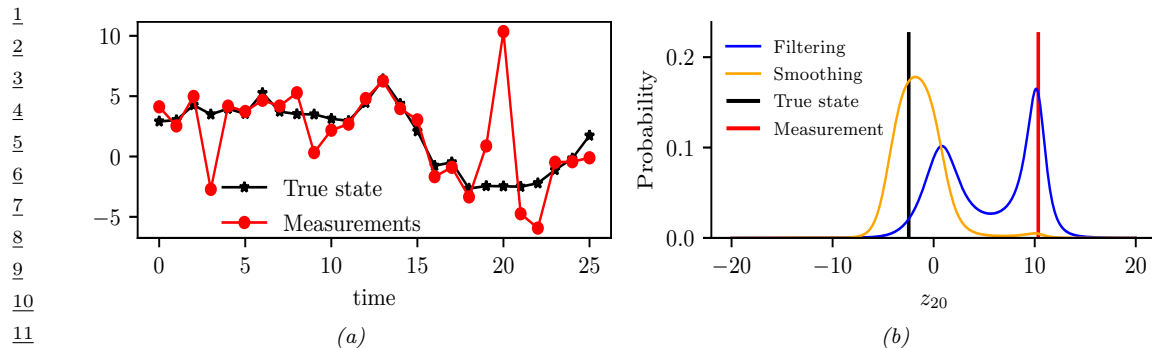 1
2
3
4
5
6
7
8
9
10
11
10
5
0
−5
True state
Measurements
0 5 10 15 20 25
time
(a)
Probability
0.2
0.1
0.0
Filtering
Smoothing
True state
Measurement
−20 −10 0 10 20
z20
(b)